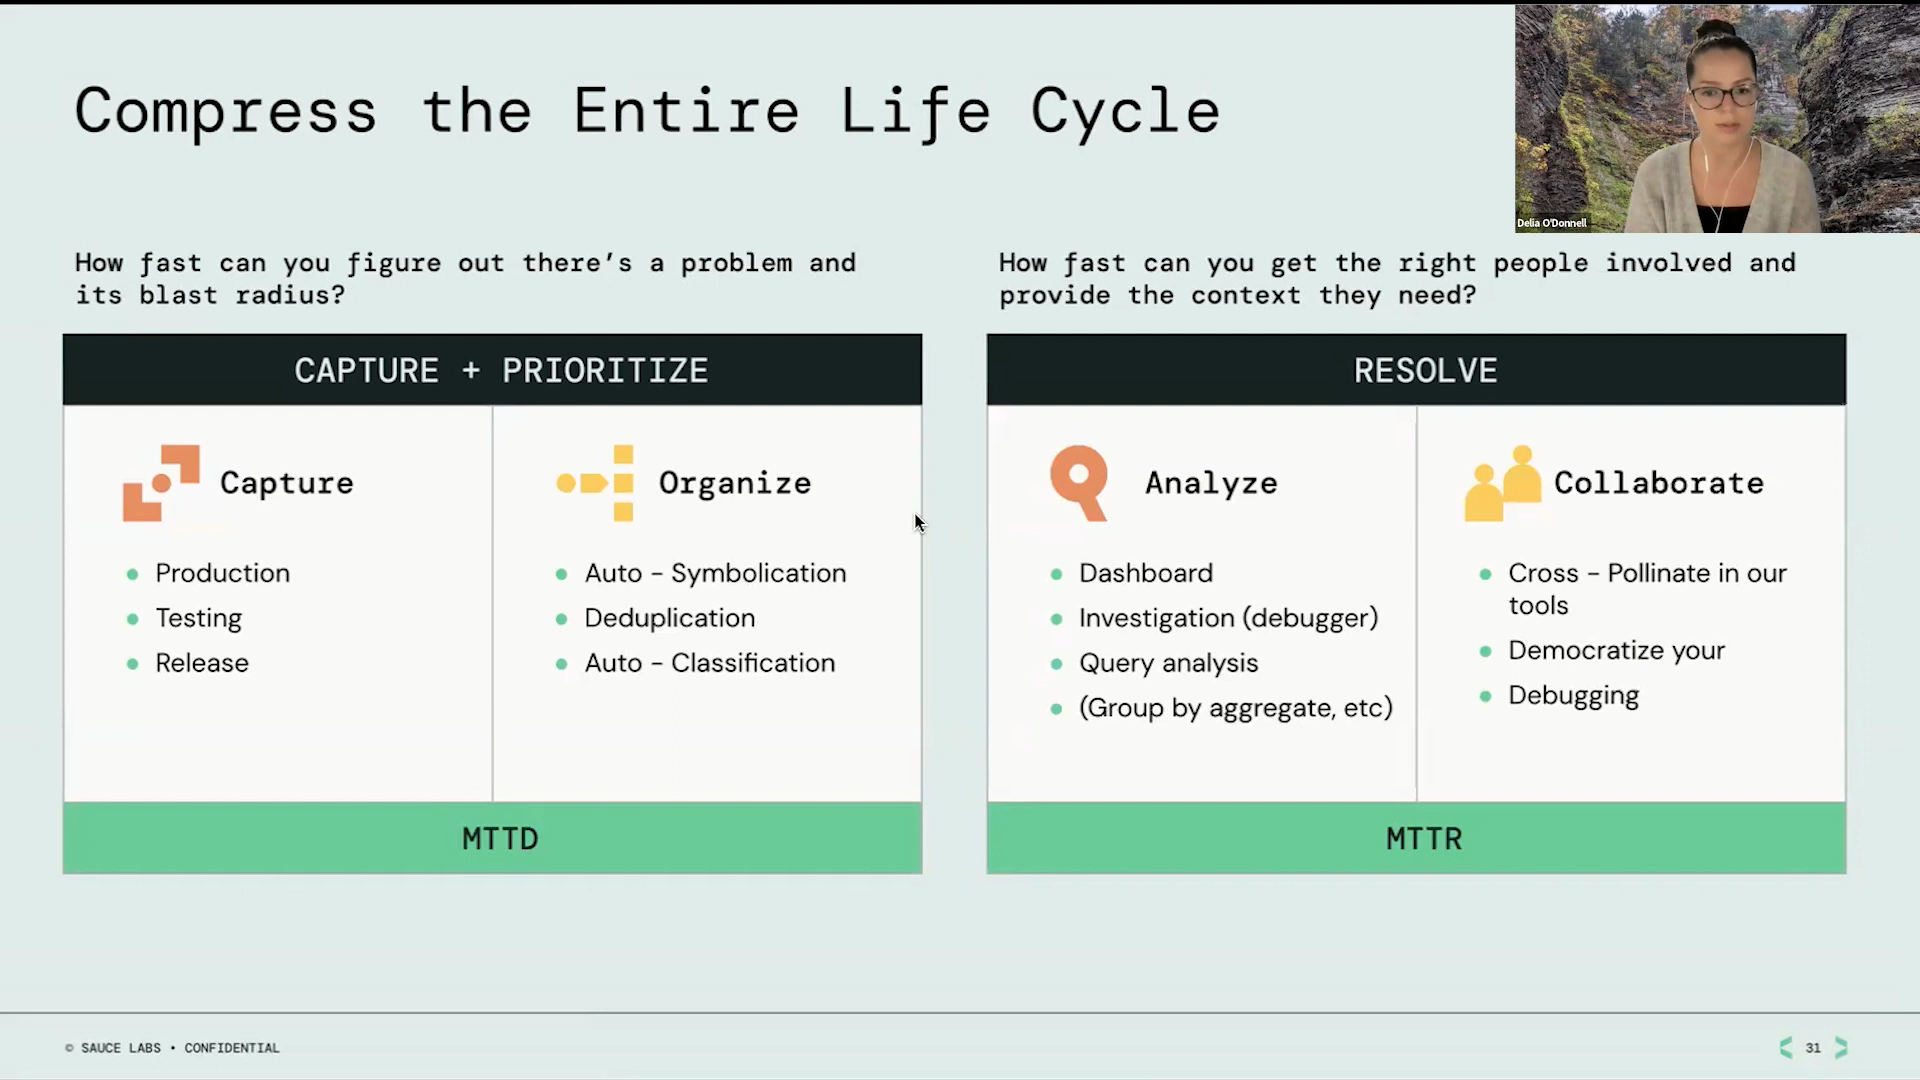 Compress the Entire Life Cycle
Delia O'Donnell
How fast can you figure out there's a problem and
its blast radius?
CAPTURE + PRIORITIZE
Capture
Production
Testing
Release
Organize
Auto - Symbolication
Deduplication
Auto - Classification
MTTD
How fast can you get the right people involved and
provide the context they need?
RESOLVE
Analyze
Dashboard
Investigation (debugger)
Query analysis
(Group by aggregate, etc)
Collaborate
Cross - Pollinate in our
tools
Democratize your
Debugging
MTTR
© SAUCE LABS • CONFIDENTIAL
31